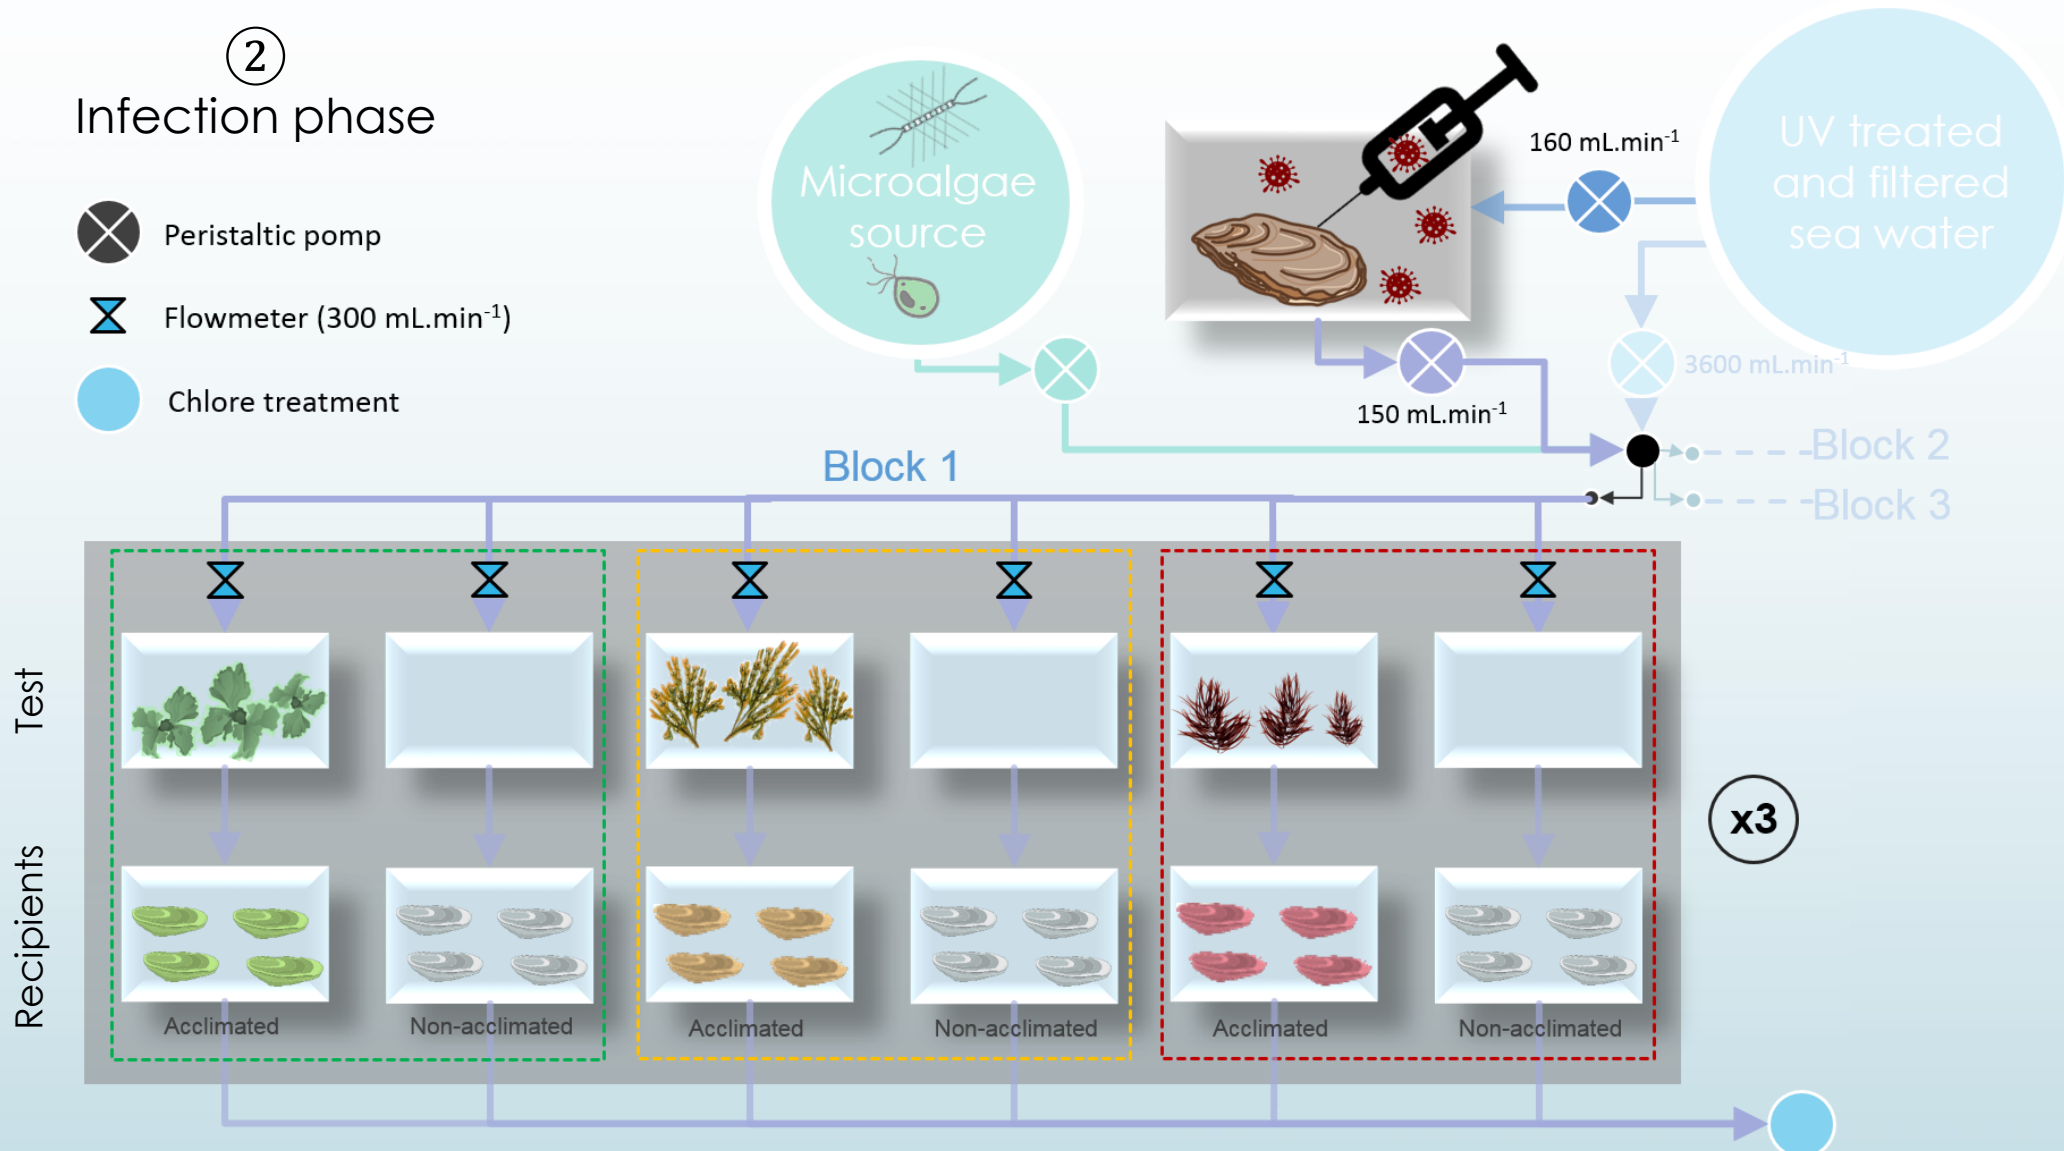 ②
Infection phase
Peristaltic pomp
Flowmeter (300 mL.min⁻¹)
Chlore treatment
Microalgae
source
160 mL.min⁻¹
UV treated
and filtered
sea water
3600 mL.min⁻¹
150 mL.min⁻¹
Block 1
Block 2
Block 3
Test
Recipients
x3
Acclimated
Non-acclimated
Acclimated
Non-acclimated
Acclimated
Non-acclimated